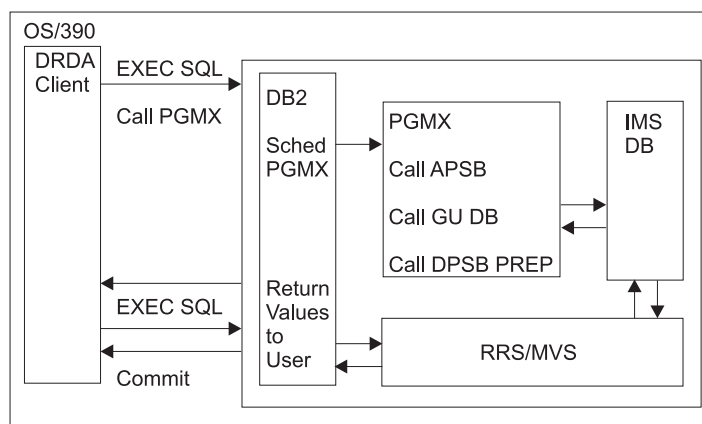 OS/390
DRDA
Client
EXEC SQL
Call PGMX
EXEC SQL
Commit
DB2
Sched
PGMX
Return
Values
to
User
PGMX
Call APSB
Call GU DB
Call DPSB PREP
IMS
DB
RRS/MVS